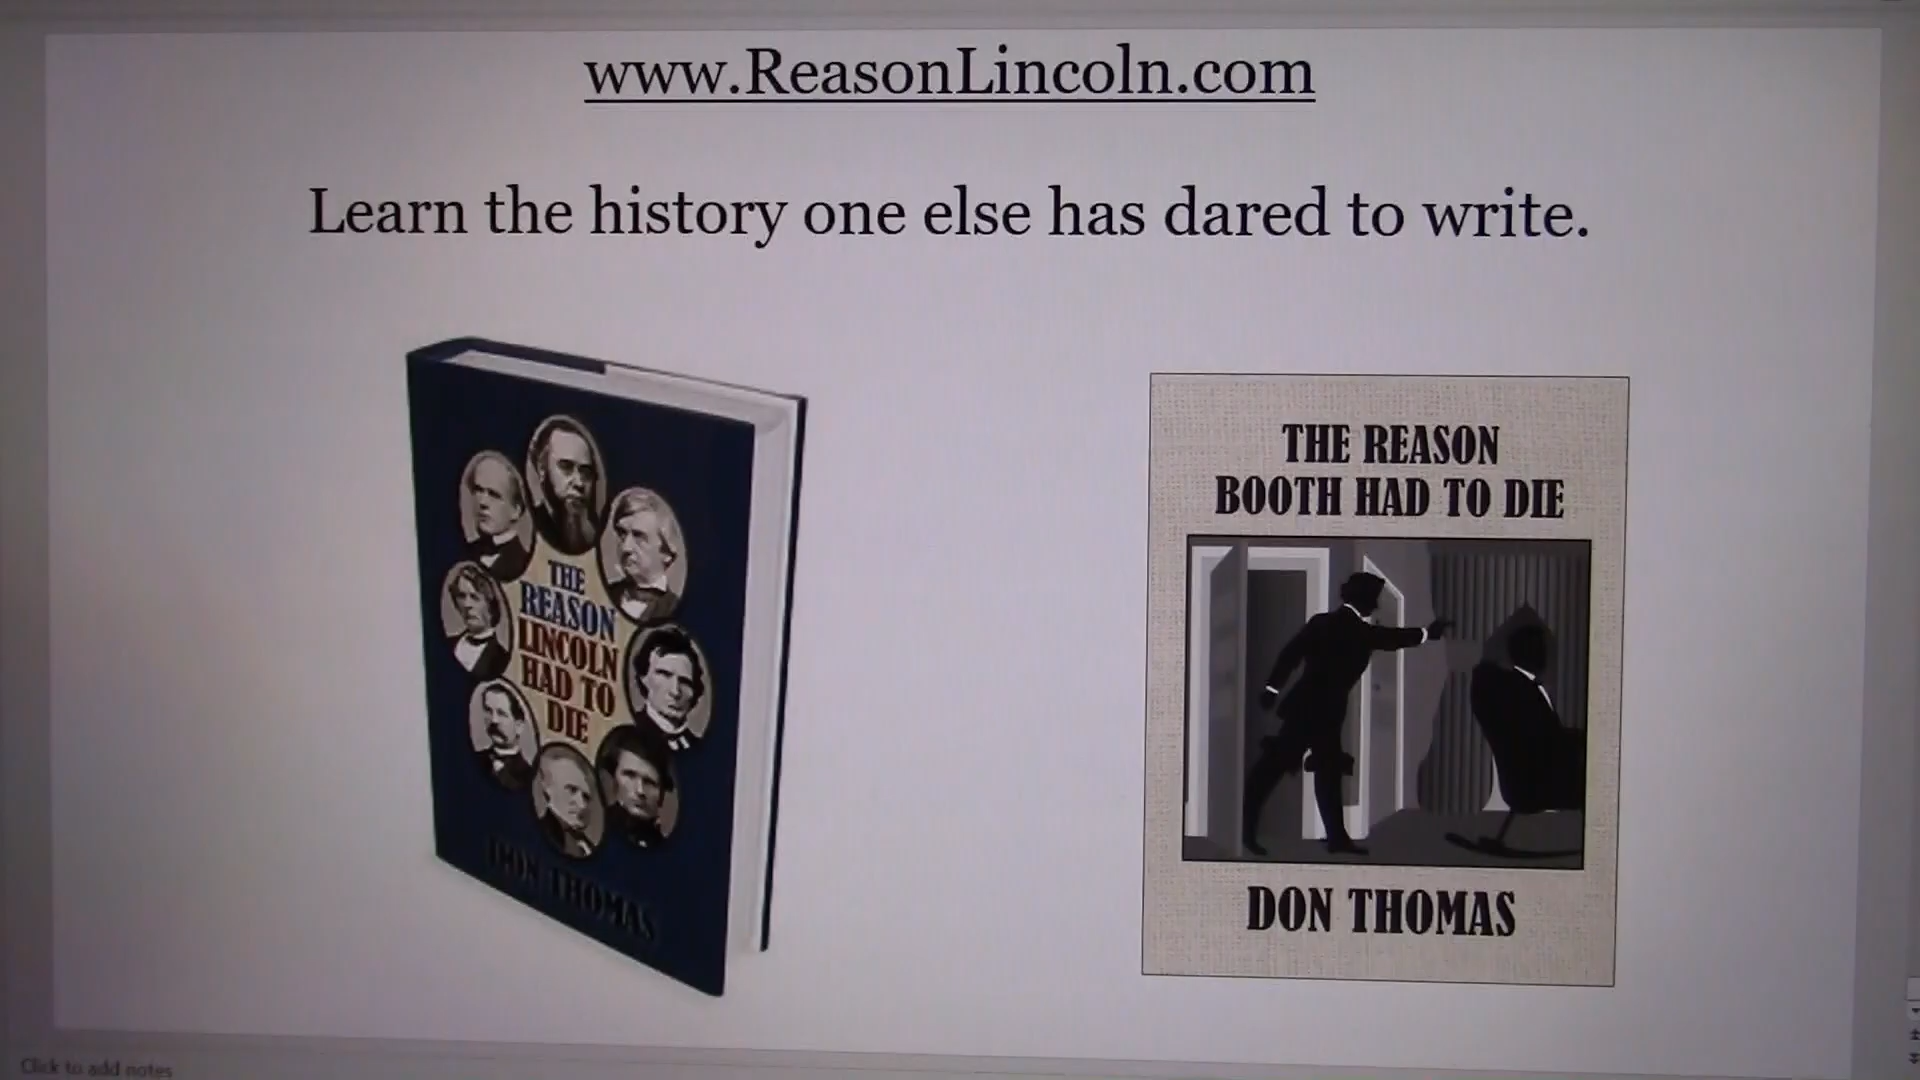 www.ReasonLincoln.com
Learn the history one else has dared to write.
THE
REASON
LINCOLN
HAD TO
DIE
DON THOMAS
THE REASON
BOOTH HAD TO DIE
DON THOMAS
Click to add notes